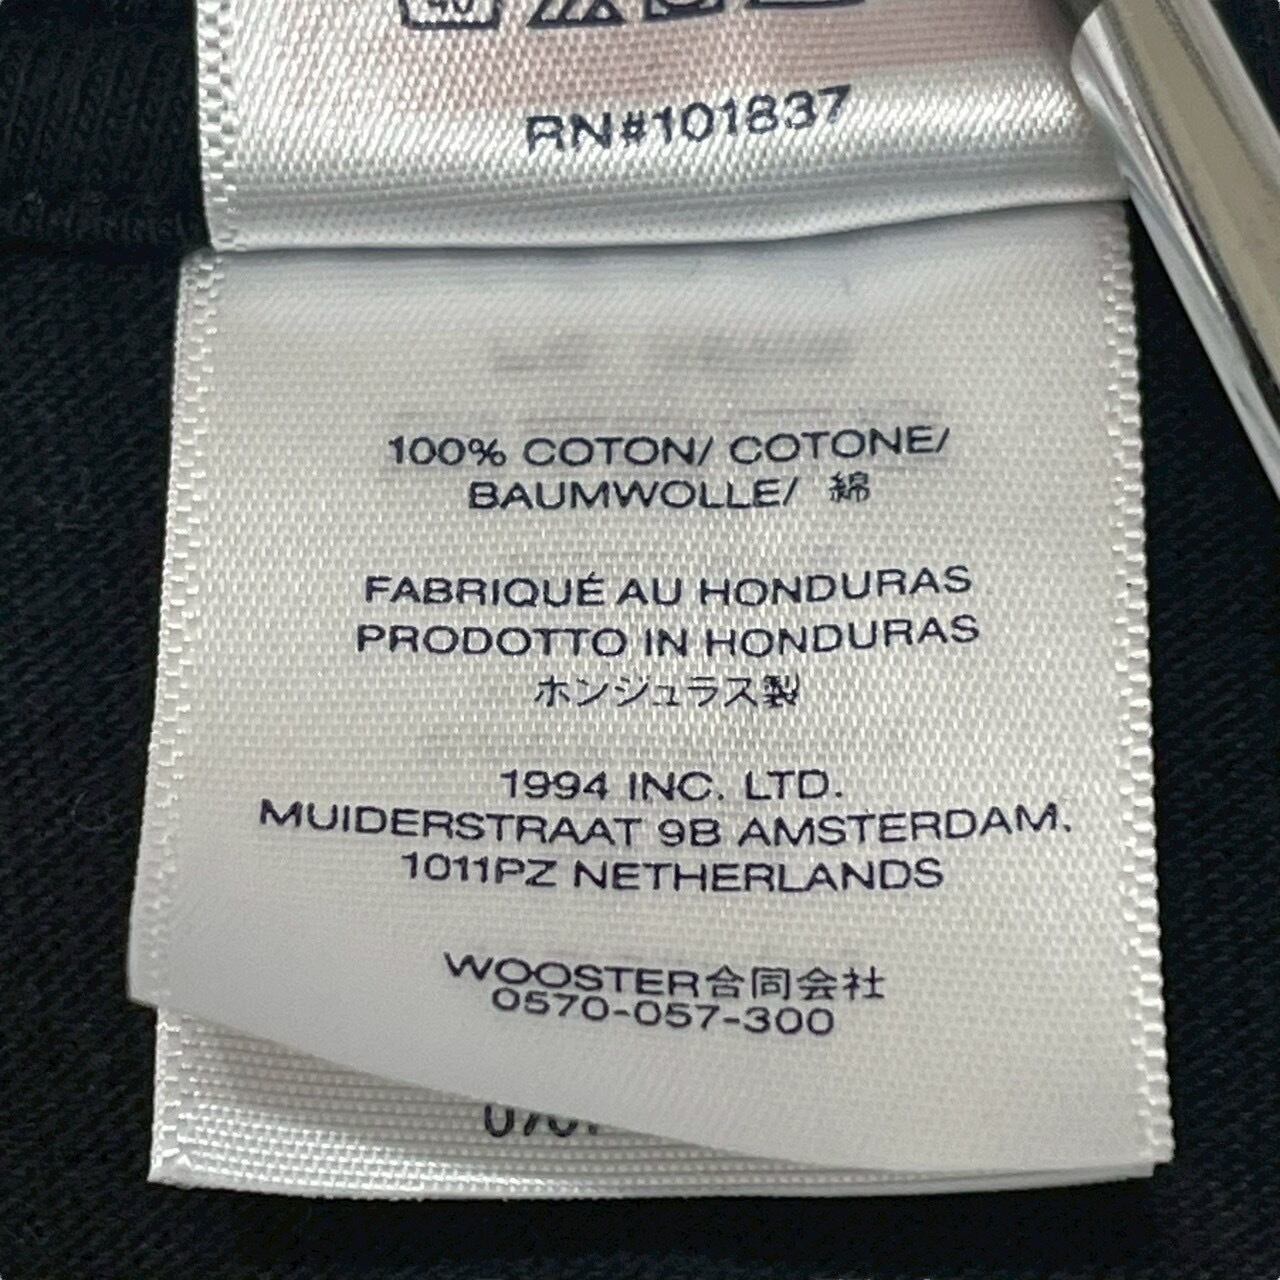 RN#101837
100% COTON/ COTONE/
BAUMWOLLE/ 綿
FABRIQUÉ AU HONDURAS
PRODOTTO IN HONDURAS
ホンジュラス製
1994 INC. LTD.
MUIDERSTRAAT 9B AMSTERDAM.
1011PZ NETHERLANDS
WOOSTER合同会社
0570-057-300